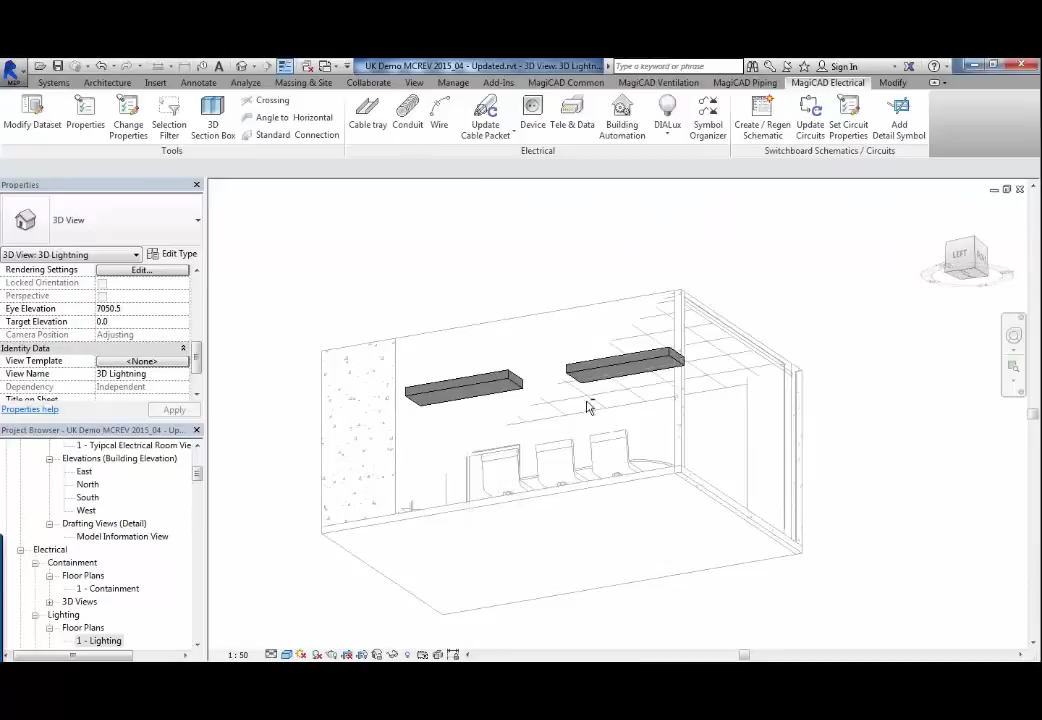 UK Demo MCREV 2015_04 - Updated.rvt - 3D View: 3D Lightn...
Type a keyword or phrase
Sign In
Systems Architecture Insert Annotate Analyze Massing & Site Collaborate View Manage Add-Ins MagiCAD Common MagiCAD Ventilation MagiCAD Piping MagiCAD Electrical Modify
Modify Dataset
Properties
Change
Properties
Selection
Filter
3D
Section Box
Crossing
Angle to Horizontal
Standard Connection
Cable tray
Conduit
Wire
Update
Cable Packet
Device
Tele & Data
Building
Automation
DIALux
Symbol
Organizer
Create / Regen
Schematic
Update
Circuits
Set Circuit
Properties
Add
Detail Symbol
Tools
Electrical
Switchboard Schematics / Circuits
Properties
3D View
3D View: 3D Lightning
Edit Type
Rendering Settings Edit...
Locked Orientation
Perspective
Eye Elevation 7050.5
Target Elevation 0.0
Camera Position Adjusting
Identity Data
View Template <None>
View Name 3D Lightning
Dependency Independent
Title on Sheet
Properties help
Apply
Project Browser - UK Demo MCREV 2015_04 - Up...
1 - Tyipcal Electrical Room Vie
Elevations (Building Elevation)
East
North
South
West
Drafting Views (Detail)
Model Information View
Electrical
Containment
Floor Plans
1 - Containment
3D Views
Lighting
Floor Plans
1 - Lighting
LEFT
1 : 50